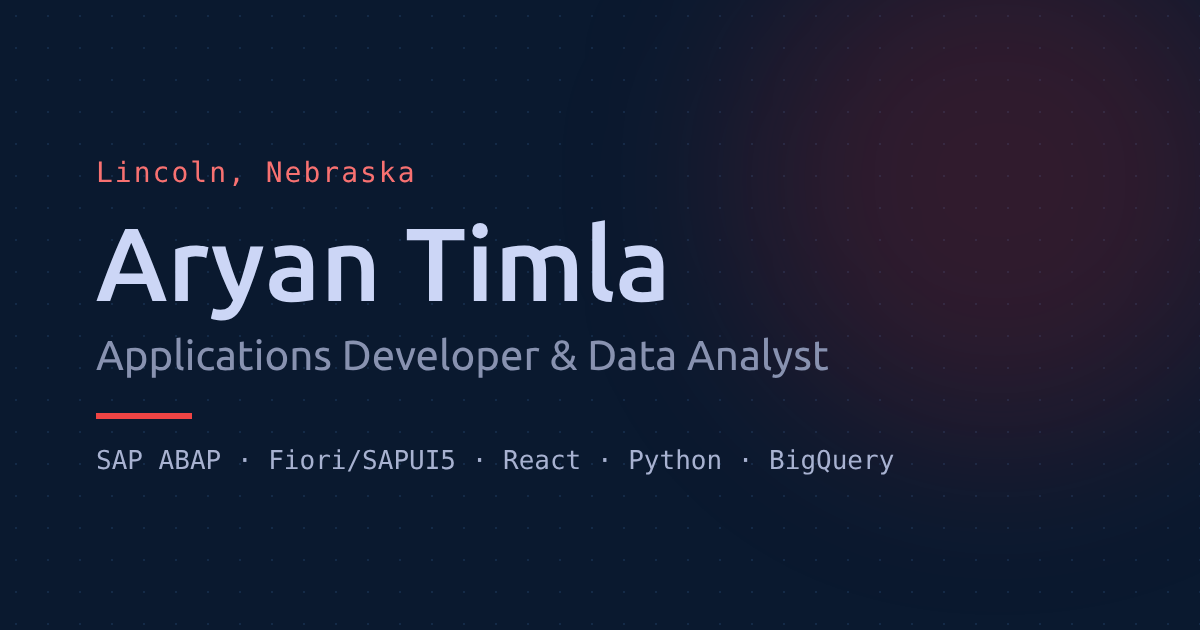 Lincoln, Nebraska
Aryan Timla
Applications Developer & Data Analyst
SAP ABAP · Fiori/SAPUI5 · React · Python · BigQuery